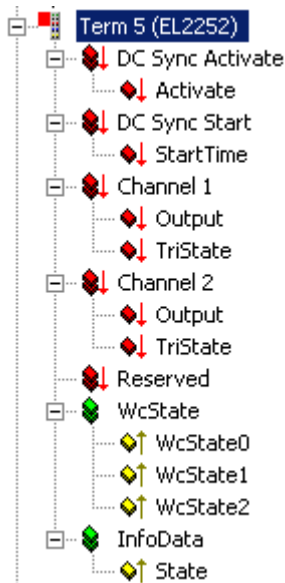 Term 5 (EL2252)
DC Sync Activate
Activate
DC Sync Start
StartTime
Channel 1
Output
TriState
Channel 2
Output
TriState
Reserved
WcState
WcState0
WcState1
WcState2
InfoData
State